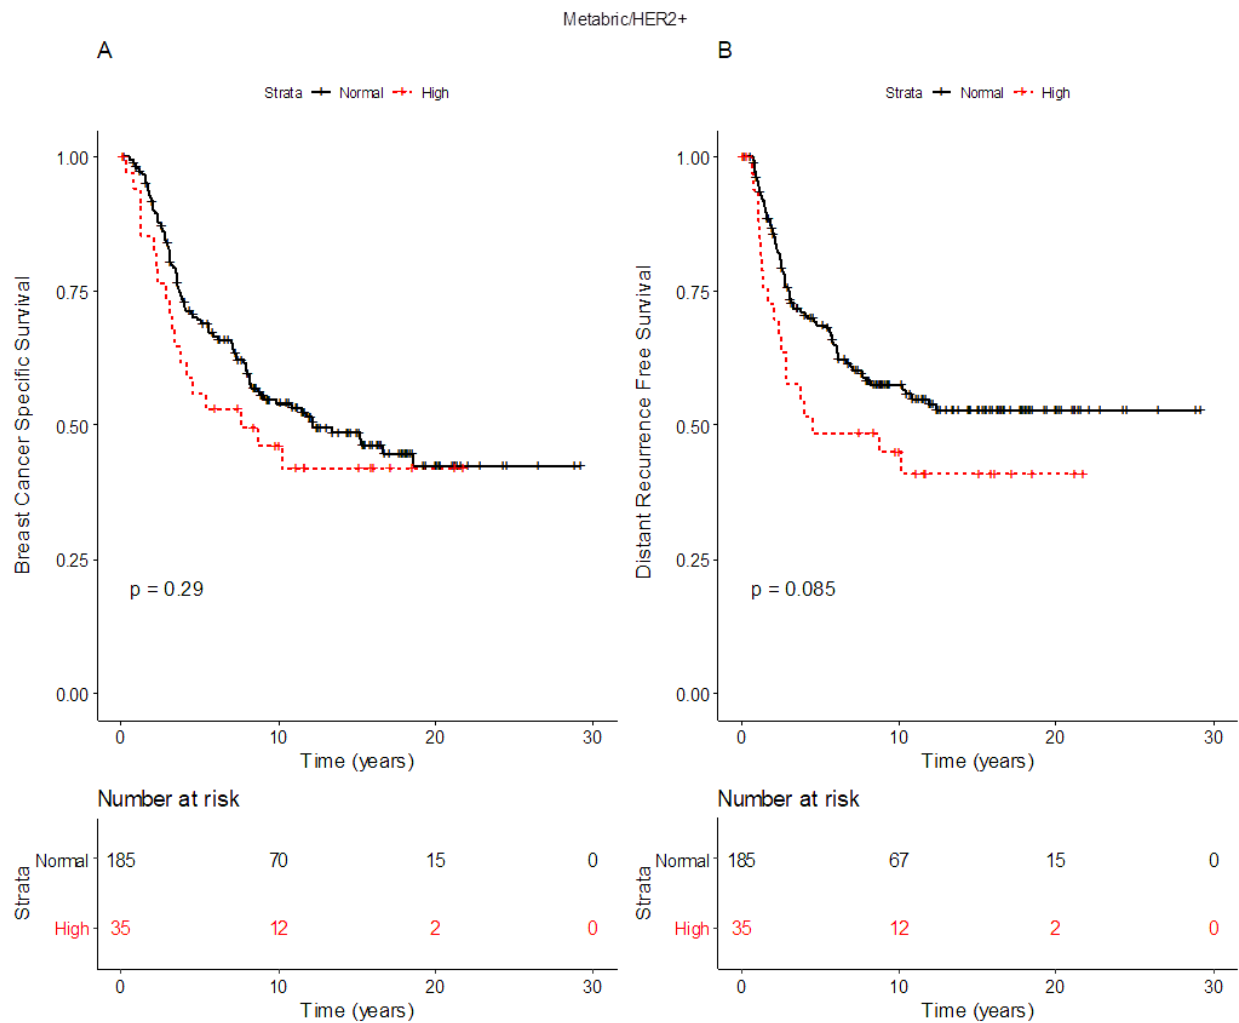 Metabric/HER2+
A
Strata Normal High
Breast Cancer Specific Survival
1.00
0.75
0.50
0.25
0.00
p = 0.29
0 10 20 30
Time (years)
Number at risk
Strata
Normal 185 70 15 0
High 35 12 2 0
0 10 20 30
Time (years)
B
Strata Normal High
Distant Recurrence Free Survival
1.00
0.75
0.50
0.25
0.00
p = 0.085
0 10 20 30
Time (years)
Number at risk
Strata
Normal 185 67 15 0
High 35 12 2 0
0 10 20 30
Time (years)